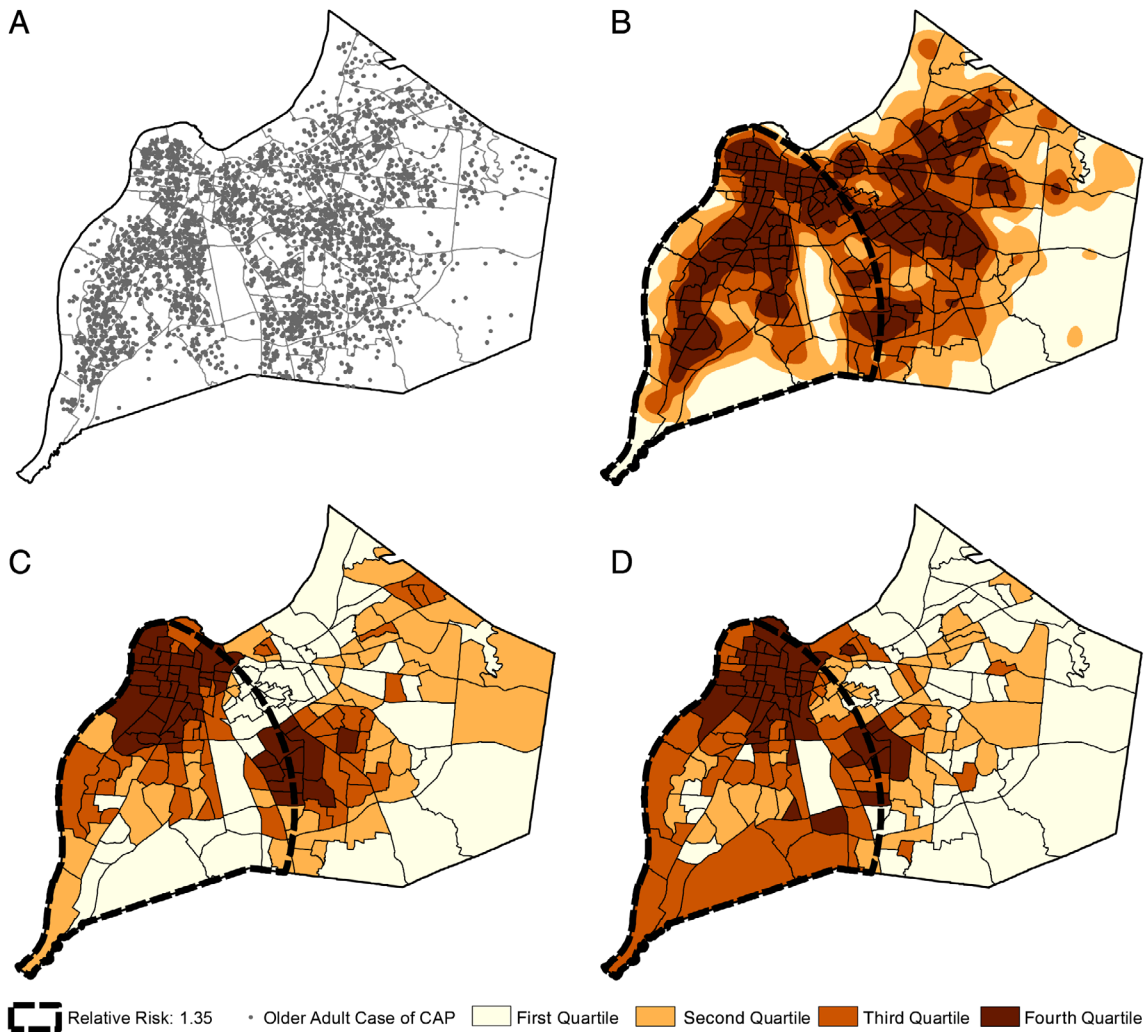 A
B
C
D
Relative Risk: 1.35 Older Adult Case of CAP First Quartile Second Quartile Third Quartile Fourth Quartile